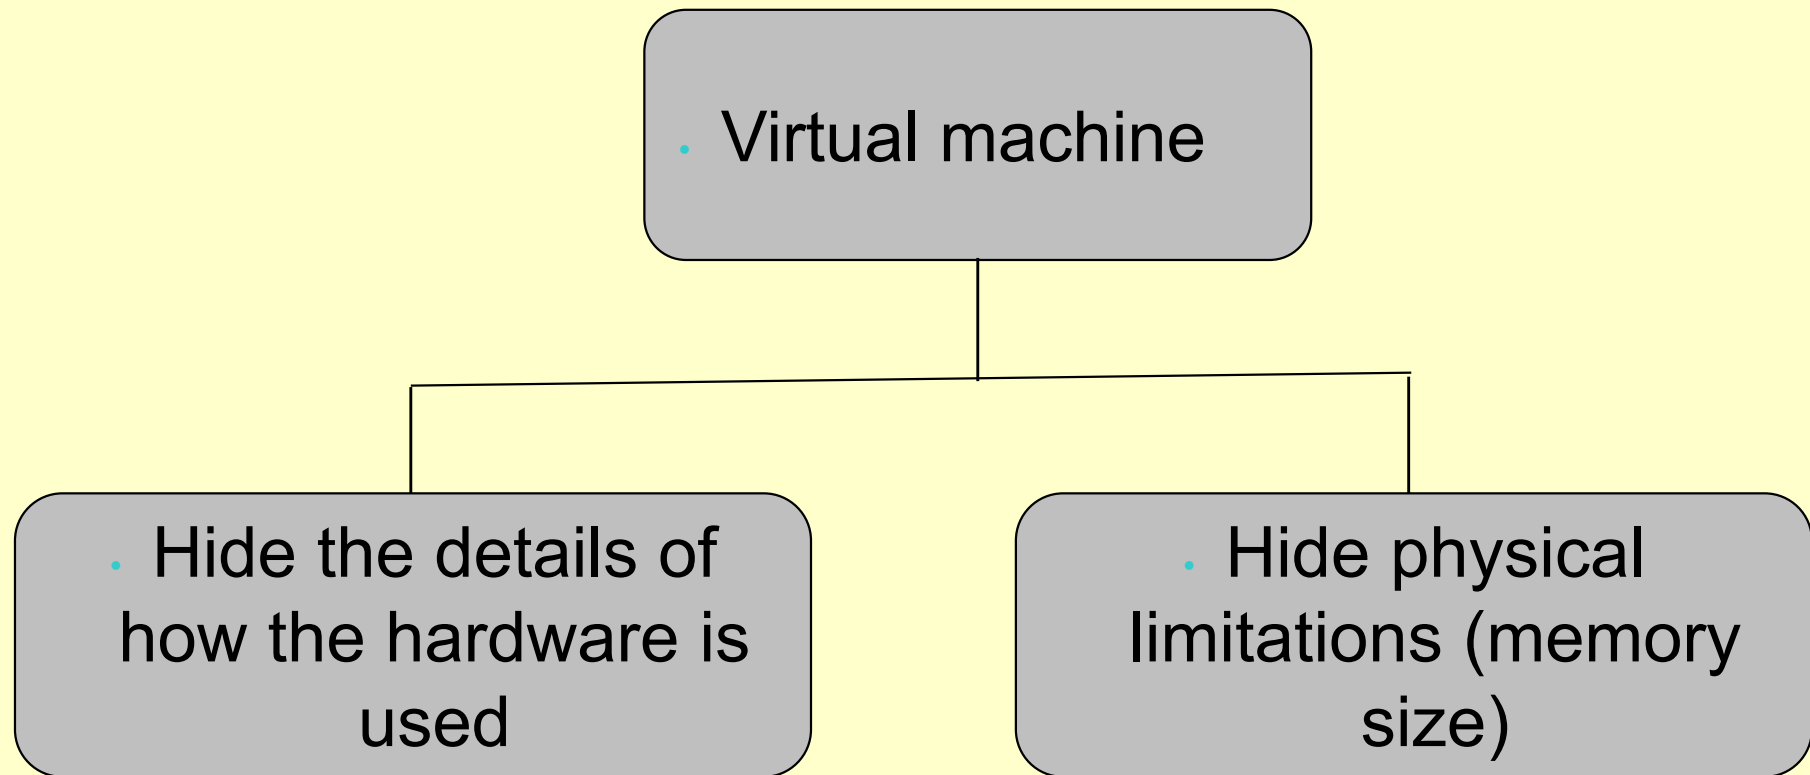 Virtual machine
Hide the details of
how the hardware is
used
Hide physical
limitations (memory
size)